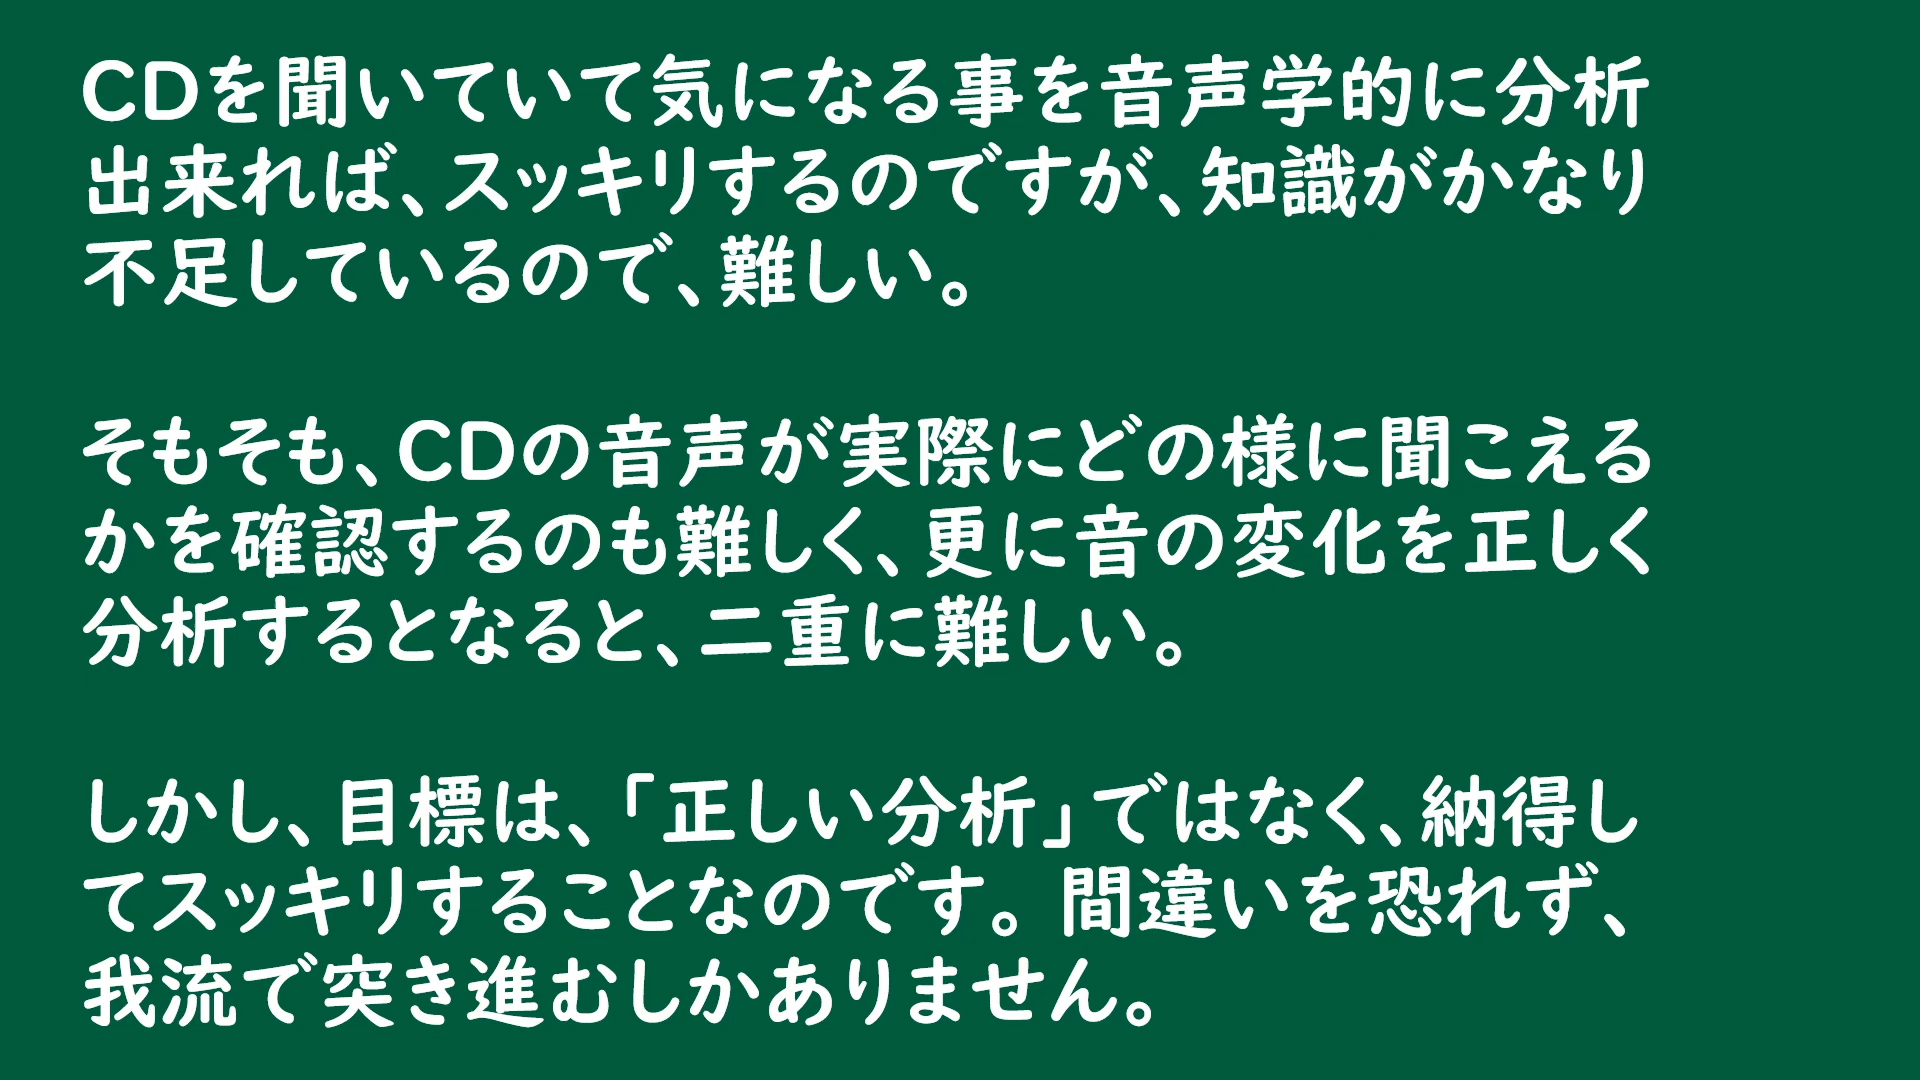 CDを聞いていて気になる事を音声学的に分析
出来れば、スッキリするのですが、知識がかなり
不足しているので、難しい。
そもそも、CDの音声が実際にどの様に聞こえる
かを確認するのも難しく、更に音の変化を正しく
分析するとなると、二重に難しい。
しかし、目標は、「正しい分析」ではなく、納得し
てスッキリすることなのです。間違いを恐れず、
我流で突き進むしかありません。